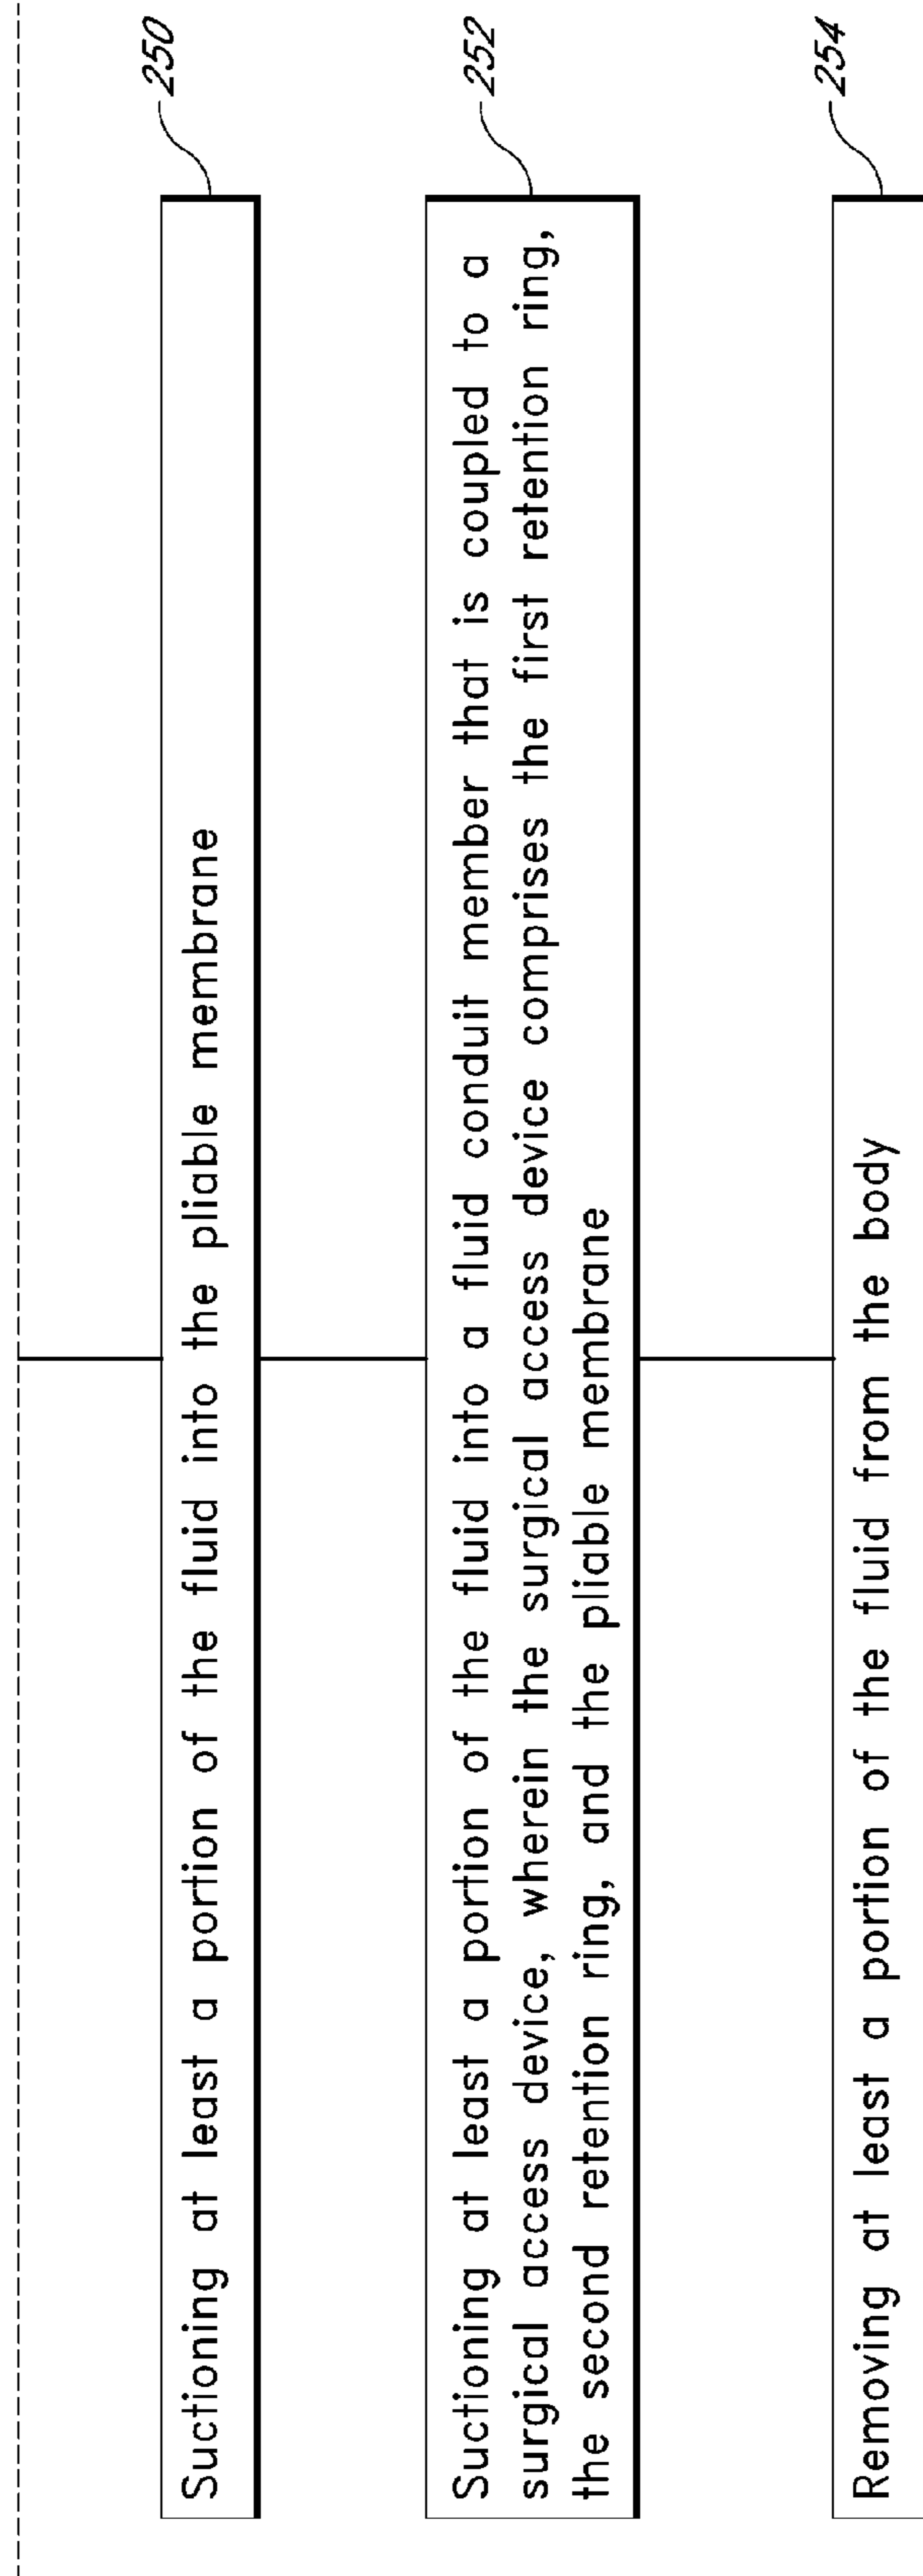 250
Suctioning at least a portion of the fluid into the pliable membrane
252
Suctioning at least a portion of the fluid into a fluid conduit member that is coupled to a
surgical access device, wherein the surgical access device comprises the first retention ring,
the second retention ring, and the pliable membrane
254
Removing at least a portion of the fluid from the body